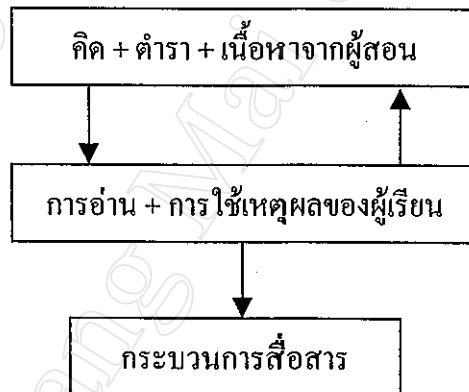 คิด + ตำรา + เนื้อหาจากผู้สอน
การอ่าน + การใช้เหตุผลของผู้เรียน
กระบวนการสื่อสาร